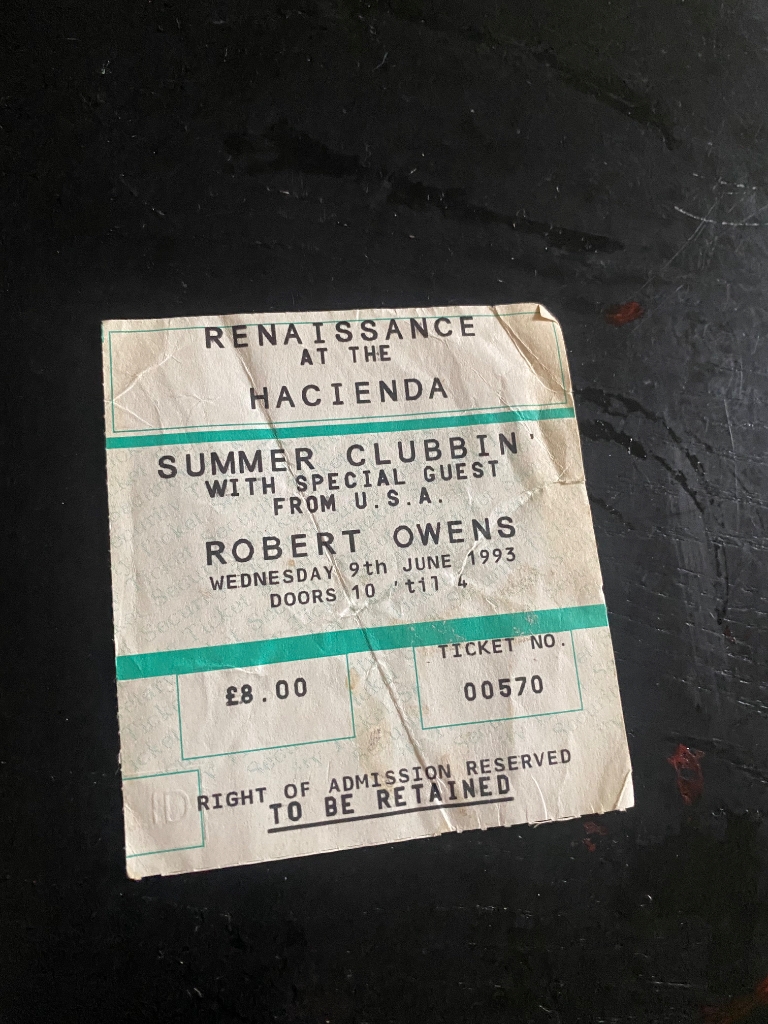 RENAISSANCE
AT THE
HACIENDA
SUMMER CLUBBIN'
WITH SPECIAL GUEST
FROM U.S.A.
ROBERT OWENS
WEDNESDAY 9th JUNE 1993
DOORS 10 'til 4
TICKET NO.
£8.00
00570
RIGHT OF ADMISSION RESERVED
TO BE RETAINED
ID